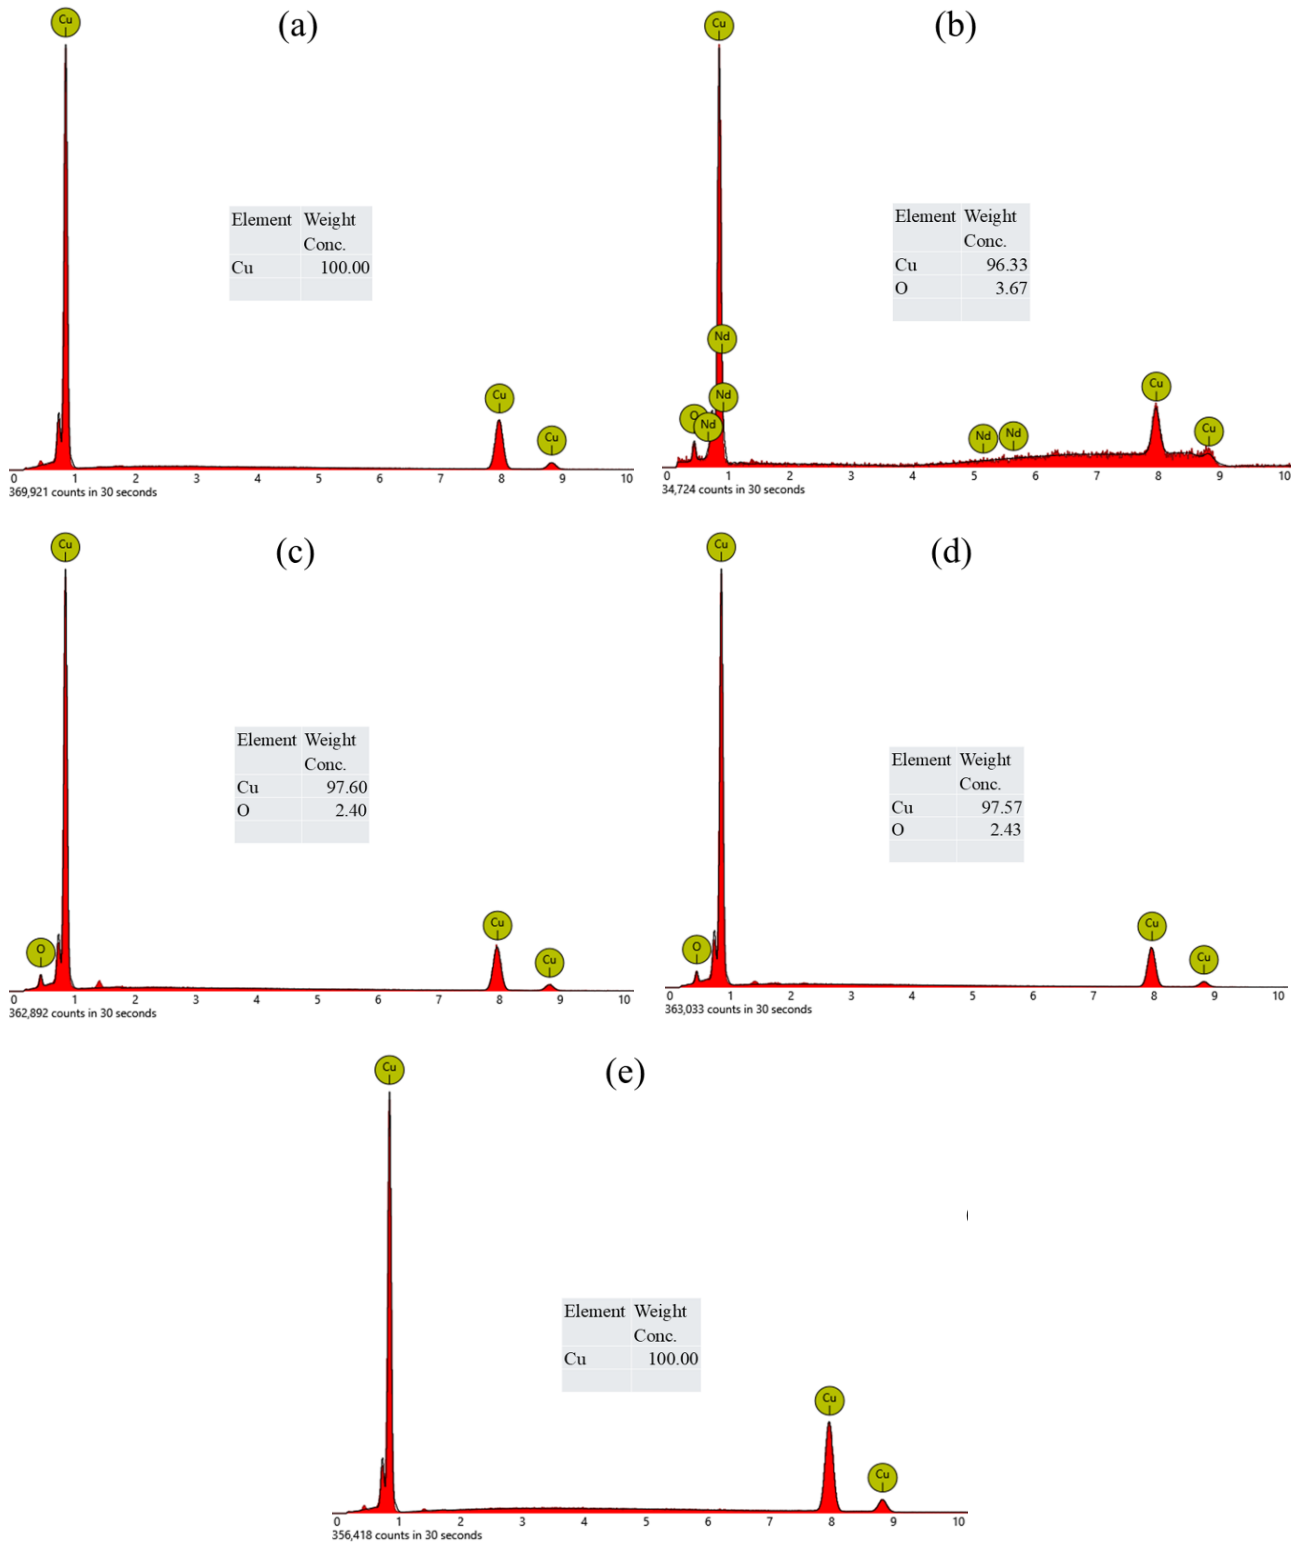 (a)
Cu
Element Weight
Conc.
Cu 100.00
Cu
Cu
0 1 2 3 4 5 6 7 8 9 10
369,921 counts in 30 seconds
(b)
Cu
Element Weight
Conc.
Cu 96.33
O 3.67
Nd
Nd
O
Nd
Nd
Nd
Cu
Cu
0 1 2 3 4 5 6 7 8 9 10
34,724 counts in 30 seconds
(c)
Cu
Element Weight
Conc.
Cu 97.60
O 2.40
O
Cu
Cu
0 1 2 3 4 5 6 7 8 9 10
362,892 counts in 30 seconds
(d)
Cu
Element Weight
Conc.
Cu 97.57
O 2.43
O
Cu
Cu
0 1 2 3 4 5 6 7 8 9 10
363,033 counts in 30 seconds
(e)
Cu
Element Weight
Conc.
Cu 100.00
Cu
Cu
0 1 2 3 4 5 6 7 8 9 10
356,418 counts in 30 seconds